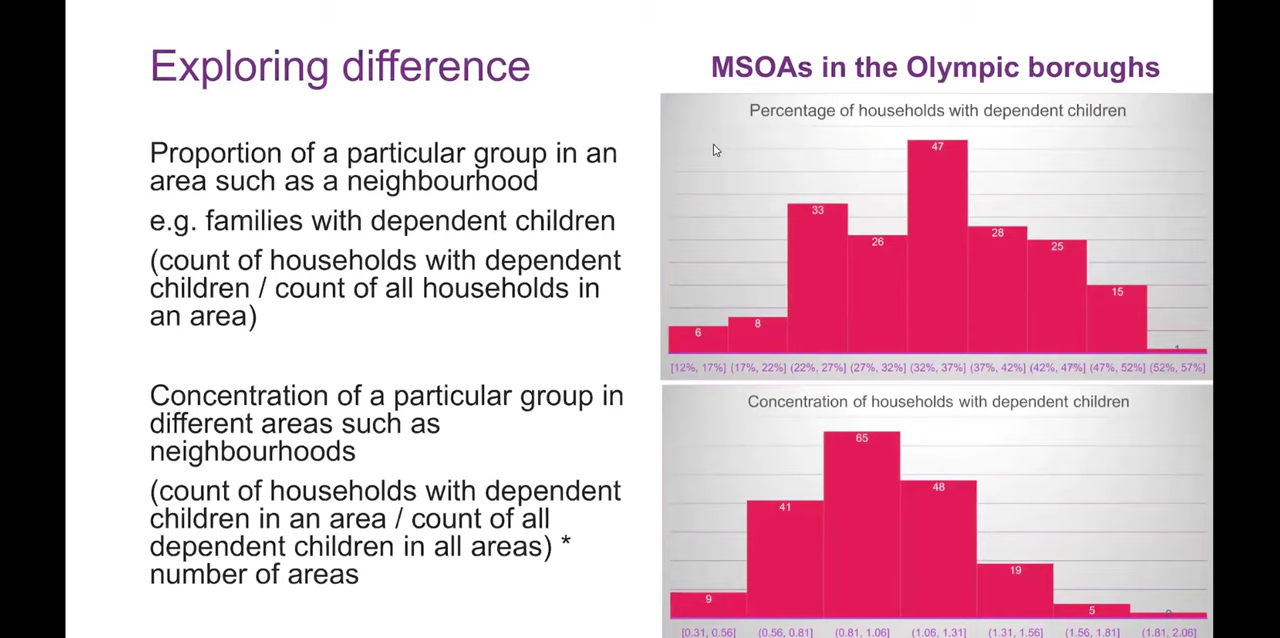 Exploring difference
Proportion of a particular group in an
area such as a neighbourhood
e.g. families with dependent children
(count of households with dependent
children / count of all households in
an area)
Concentration of a particular group in
different areas such as
neighbourhoods
(count of households with dependent
children in an area / count of all
dependent children in all areas) *
number of areas
MSOAs in the Olympic boroughs
Percentage of households with dependent children
47
33
28
26
25
15
8
6
1
[12%, 17%] (17%, 22%] (22%, 27%] (27%, 32%] (32%, 37%] (37%, 42%] (42%, 47%] (47%, 52%] (52%, 57%]
Concentration of households with dependent children
65
48
41
19
9
5
[0.31, 0.56] (0.56, 0.81] (0.81, 1.06] (1.06, 1.31] (1.31, 1.56] (1.56, 1.81] (1.81, 2.06]